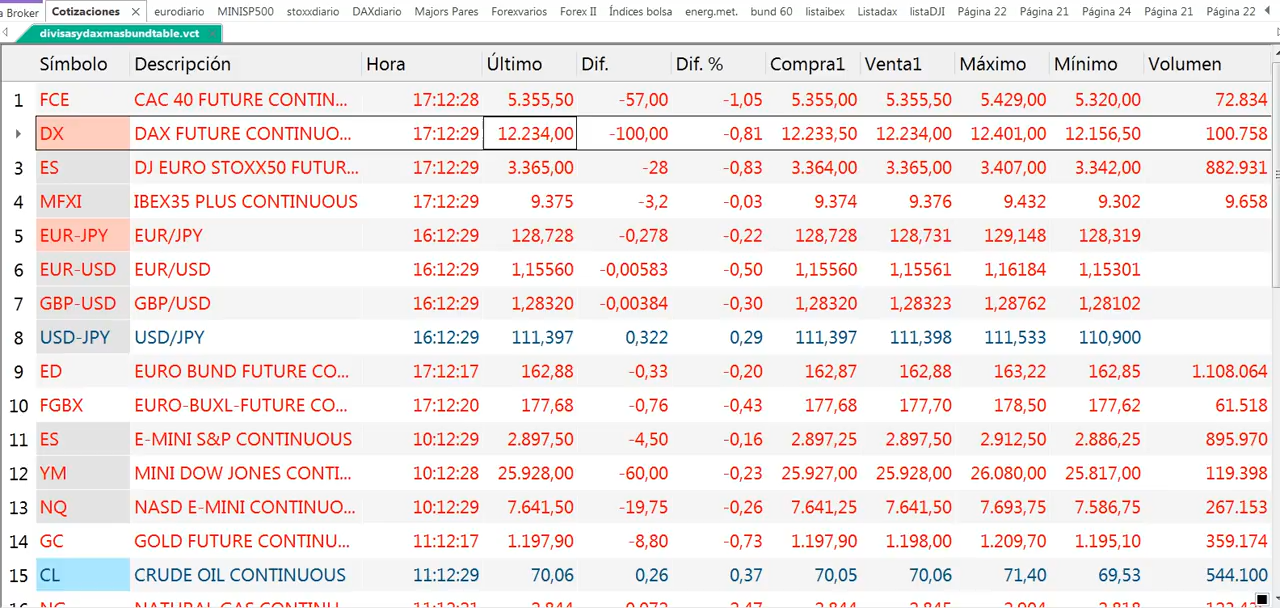 a Broker Cotizaciones × eurodiario MINISP500 stoxxdiario DAXdiario Majors Pares Forexvarios Forex II Índices bolsa energ.met. bund 60 listaibex Listadax listaDJI Página 22 Página 21 Página 24 Página 21 Página 22
divisasydaxmasbundtable.vct
Símbolo Descripción Hora Último Dif. Dif. % Compra1 Venta1 Máximo Mínimo Volumen
1 FCE CAC 40 FUTURE CONTIN... 17:12:28 5.355,50 -57,00 -1,05 5.355,00 5.355,50 5.429,00 5.320,00 72.834
DX DAX FUTURE CONTINUO... 17:12:29 12.234,00 -100,00 -0,81 12.233,50 12.234,00 12.401,00 12.156,50 100.758
3 ES DJ EURO STOXX50 FUTUR... 17:12:29 3.365,00 -28 -0,83 3.364,00 3.365,00 3.407,00 3.342,00 882.931
4 MFXI IBEX35 PLUS CONTINUOUS 17:12:29 9.375 -3,2 -0,03 9.374 9.376 9.432 9.302 9.658
5 EUR-JPY EUR/JPY 16:12:29 128,728 -0,278 -0,22 128,728 128,731 129,148 128,319
6 EUR-USD EUR/USD 16:12:29 1,15560 -0,00583 -0,50 1,15560 1,15561 1,16184 1,15301
7 GBP-USD GBP/USD 16:12:29 1,28320 -0,00384 -0,30 1,28320 1,28323 1,28762 1,28102
8 USD-JPY USD/JPY 16:12:29 111,397 0,322 0,29 111,397 111,398 111,533 110,900
9 ED EURO BUND FUTURE CO... 17:12:17 162,88 -0,33 -0,20 162,87 162,88 163,22 162,85 1.108.064
10 FGBX EURO-BUXL-FUTURE CO... 17:12:20 177,68 -0,76 -0,43 177,68 177,70 178,50 177,62 61.518
11 ES E-MINI S&P CONTINUOUS 10:12:29 2.897,50 -4,50 -0,16 2.897,25 2.897,50 2.912,50 2.886,25 895.970
12 YM MINI DOW JONES CONTI... 10:12:28 25.928,00 -60,00 -0,23 25.927,00 25.928,00 26.080,00 25.817,00 119.398
13 NQ NASD E-MINI CONTINUO... 10:12:29 7.641,50 -19,75 -0,26 7.641,25 7.641,50 7.693,75 7.586,75 267.153
14 GC GOLD FUTURE CONTINU... 11:12:17 1.197,90 -8,80 -0,73 1.197,90 1.198,00 1.209,70 1.195,10 359.174
15 CL CRUDE OIL CONTINUOUS 11:12:29 70,06 0,26 0,37 70,05 70,06 71,40 69,53 544.100